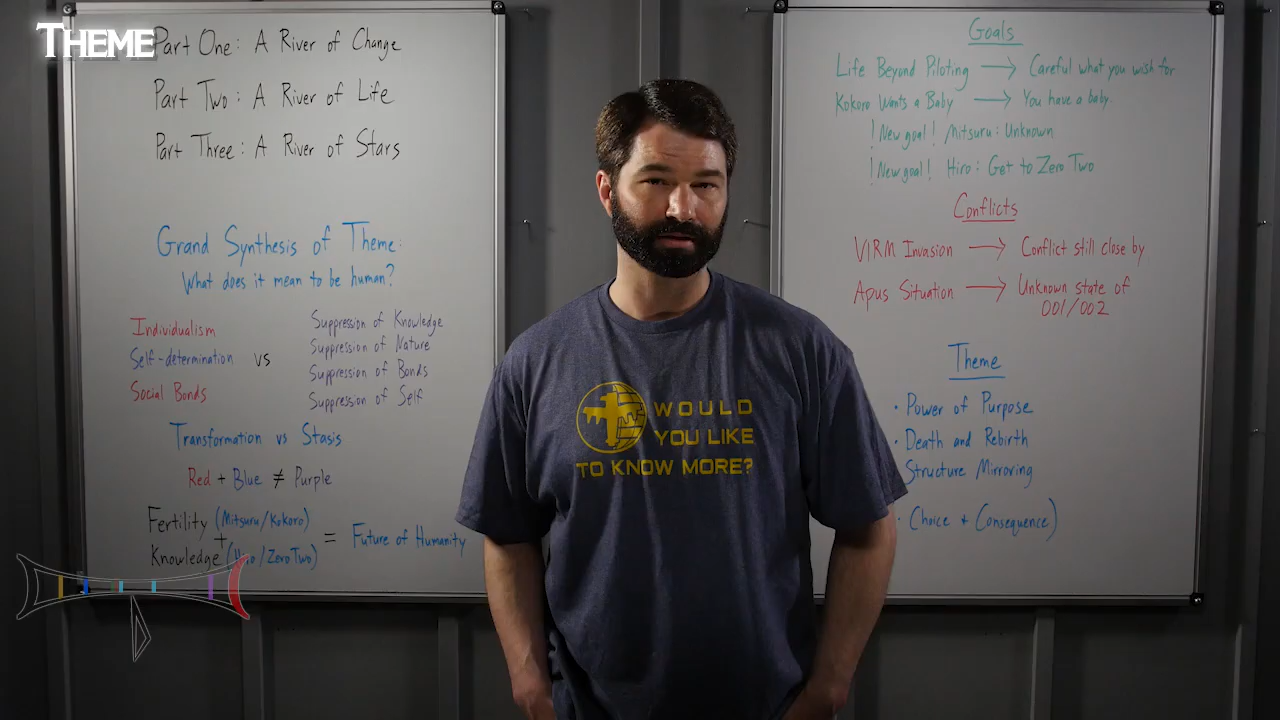 THEME
Part One: A River of Change
Part Two: A River of Life
Part Three: A River of Stars
Grand Synthesis of Theme:
What does it mean to be human?
Individualism
Self-determination
Social Bonds
vs
Suppression of Knowledge
Suppression of Nature
Suppression of Bonds
Suppression of Self
Transformation vs Stasis
Red + Blue ≠ Purple
Fertility (Mitsuru/Kokoro)
+
Knowledge (Hiro/Zero Two)
= Future of Humanity
WOULD
YOU LIKE
TO KNOW MORE?
Goals
Life Beyond Piloting → Careful what you wish for
Kokoro Wants a Baby → You have a baby.
!New goal! Mitsuru: Unknown
!New goal! Hiro: Get to Zero Two
Conflicts
VIRM Invasion → Conflict still close by
Apus Situation → Unknown state of
001/002
Theme
• Power of Purpose
• Death and Rebirth
Structure Mirroring
• (Choice + Consequence)